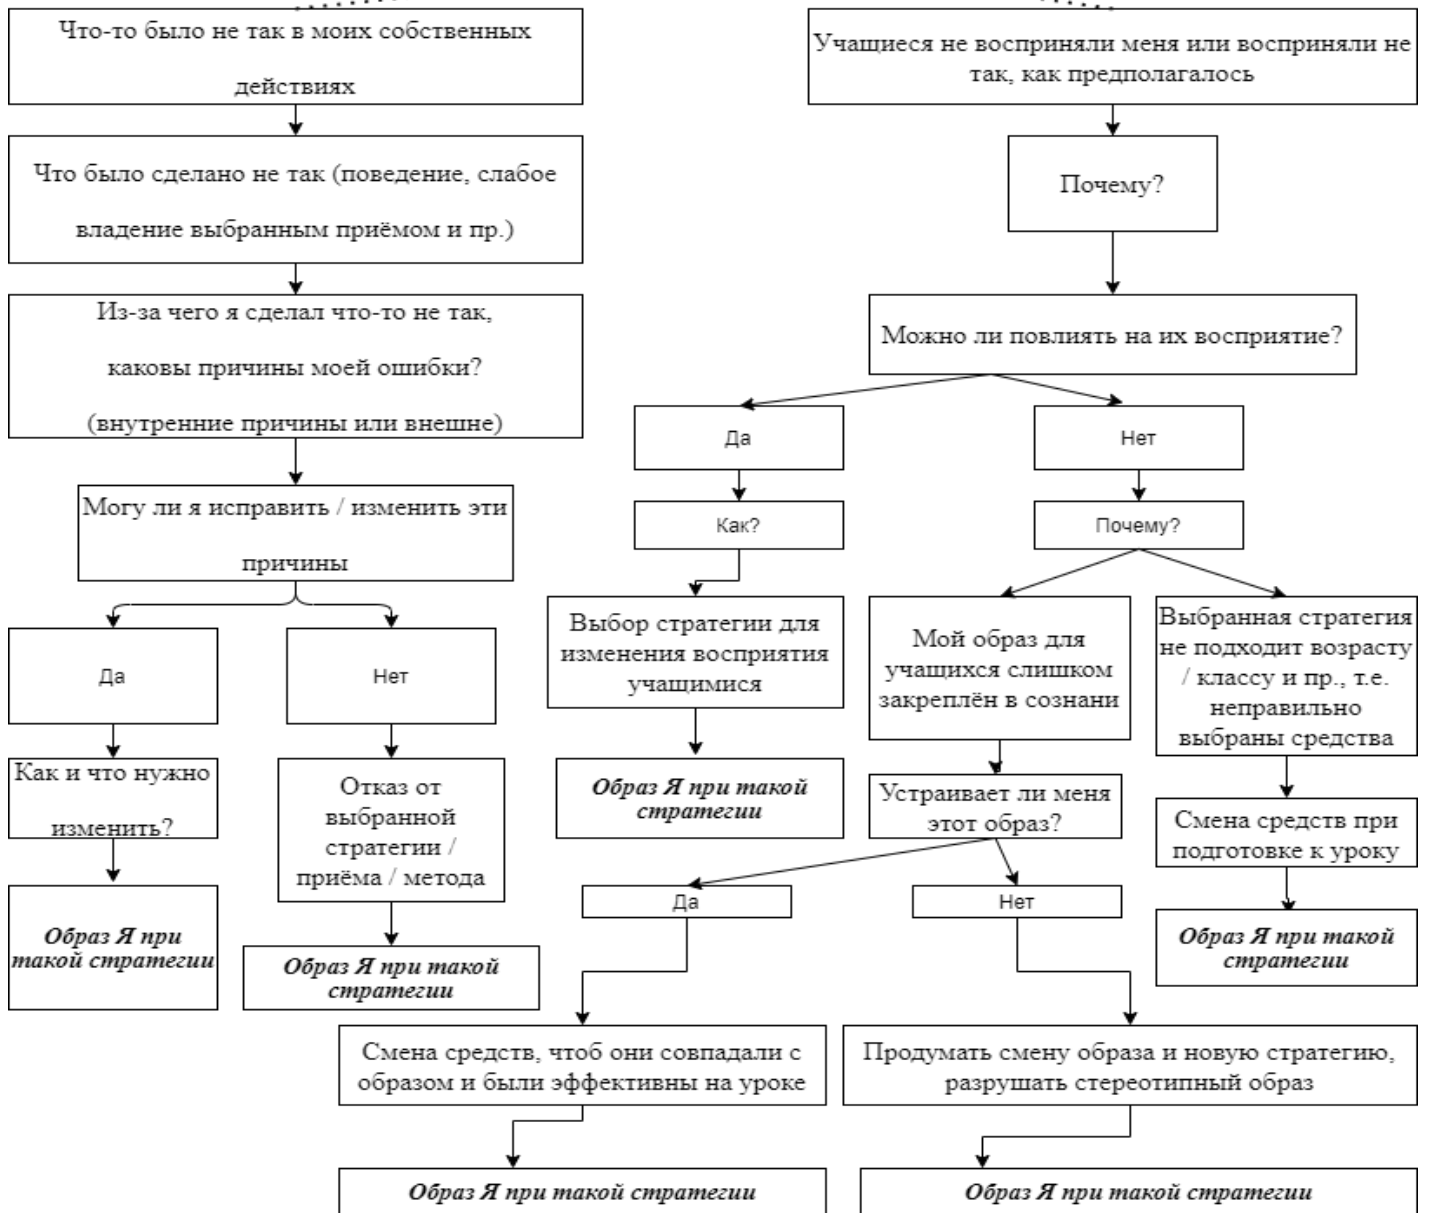 Что-то было не так в моих собственных
действиях
Что было сделано не так (поведение, слабое
владение выбранным приёмом и пр.)
Из-за чего я сделал что-то не так,
каковы причины моей ошибки?
(внутренние причины или внешне)
Могу ли я исправить / изменить эти
причины
Да
Нет
Как и что нужно
изменить?
Отказ от
выбранной
стратегии /
приёма / метода
Образ Я при
такой стратегии
Образ Я при такой
стратегии
Учащиеся не восприняли меня или восприняли не
так, как предполагалось
Почему?
Можно ли повлиять на их восприятие?
Да
Нет
Как?
Почему?
Выбор стратегии для
изменения восприятия
учащимися
Образ Я при такой
стратегии
Мой образ для
учащихся слишком
закреплён в сознани
Выбранная стратегия
не подходит возрасту
/ классу и пр., т.е.
неправильно
выбраны средства
Устраивает ли меня
этот образ?
Смена средств при
подготовке к уроку
Да
Нет
Образ Я при такой
стратегии
Смена средств, чтоб они совпадали с
образом и были эффективны на уроке
Продумать смену образа и новую стратегию,
разрушать стереотипный образ
Образ Я при такой стратегии
Образ Я при такой стратегии